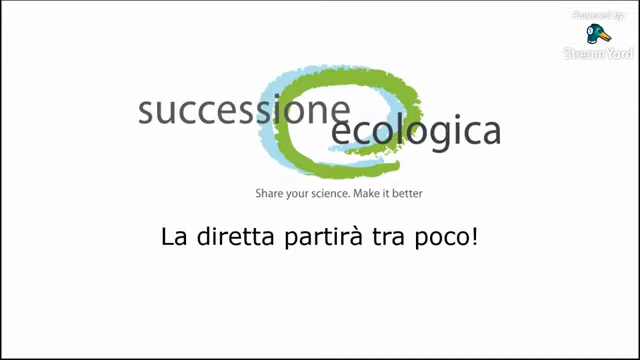 Powered by
StreamYard
successione
ecologica
Share your science. Make it better
La diretta partirà tra poco!